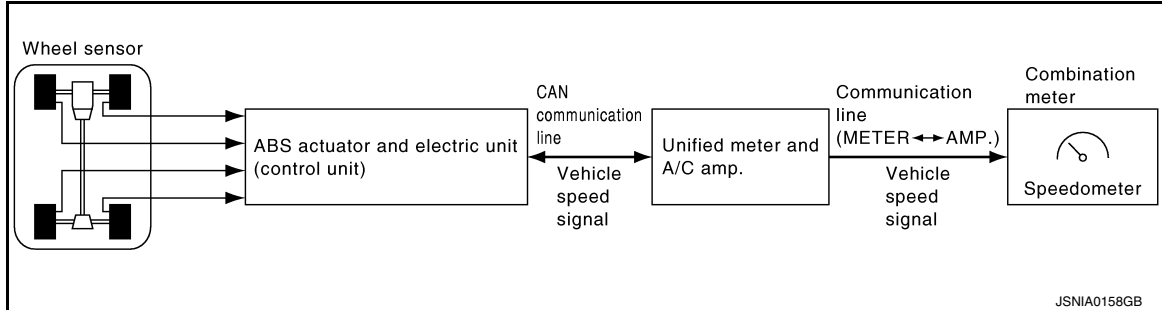 Wheel sensor
ABS actuator and electric unit
(control unit)
CAN
communication
line
Vehicle
speed
signal
Unified meter and
A/C amp.
Communication
line
(METER ↔ AMP.)
Vehicle
speed
signal
Combination
meter
Speedometer
JSNIA0158GB